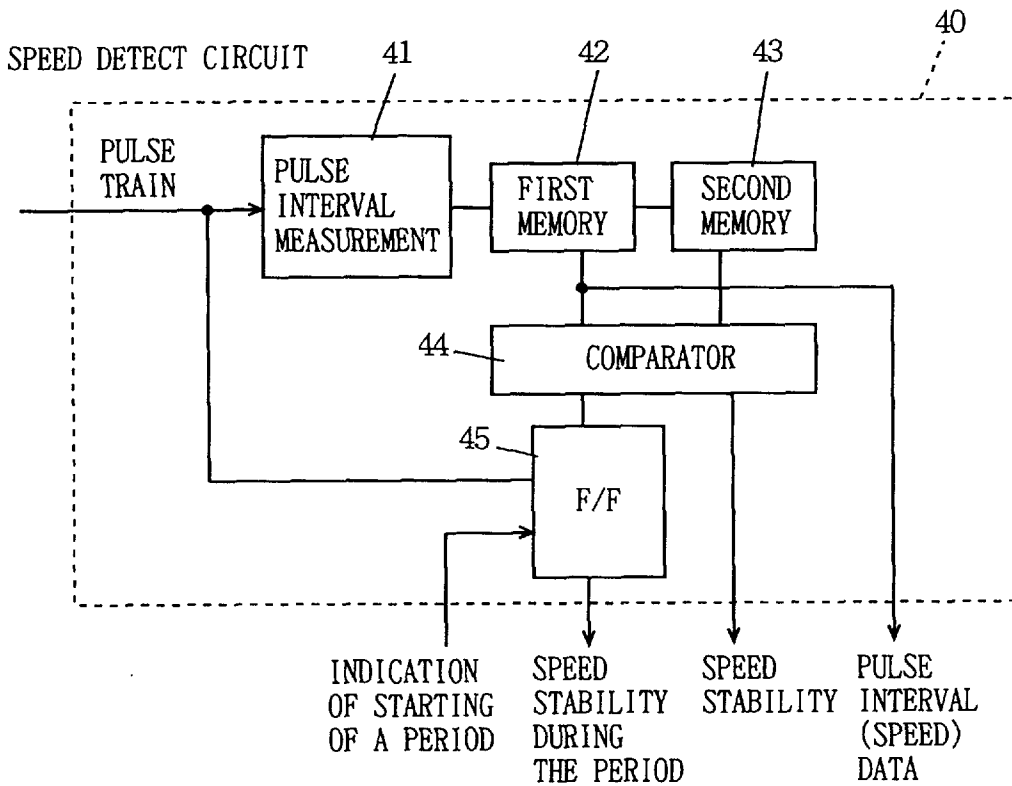 40
SPEED DETECT CIRCUIT
41
42
43
PULSE
TRAIN
PULSE
INTERVAL
MEASUREMENT
FIRST
MEMORY
SECOND
MEMORY
44
COMPARATOR
45
F/F
INDICATION
OF STARTING
OF A PERIOD
SPEED
STABILITY
DURING
THE PERIOD
SPEED
STABILITY
PULSE
INTERVAL
(SPEED)
DATA